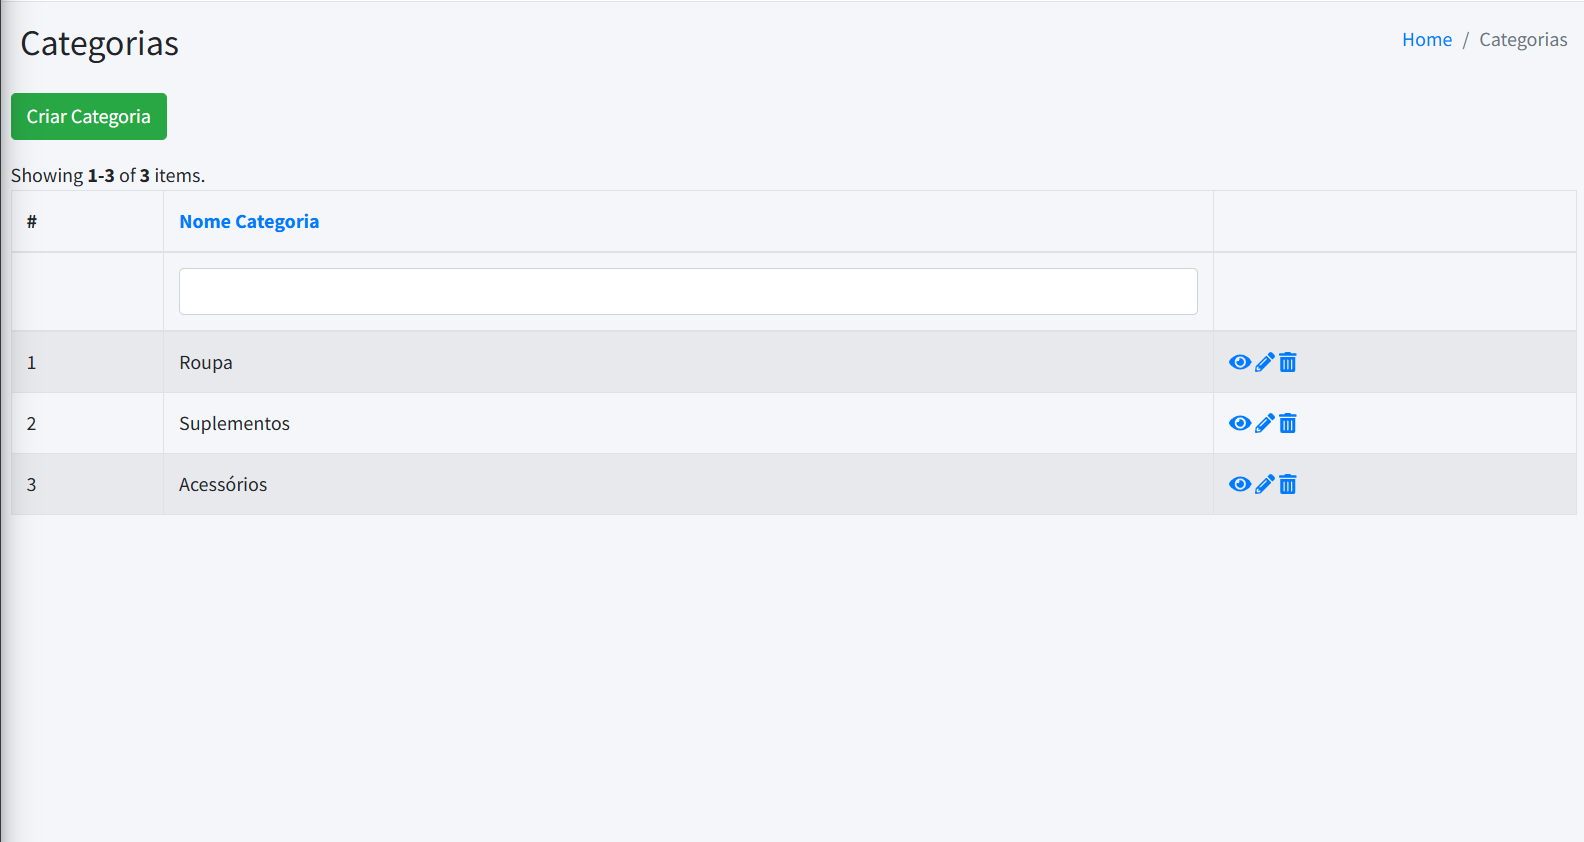 Categorias
Home / Categorias
Criar Categoria
Showing 1-3 of 3 items.
# Nome Categoria
1 Roupa
2 Suplementos
3 Acessórios